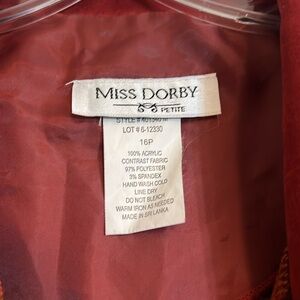 MISS DORBY
PETITE
LOT # 6-12330
16P
100% ACRYLIC
CONTRAST FABRIC
97% POLYESTER
3% SPANDEX
HAND WASH COLD
LINE DRY
DO NOT BLEACH
WARM IRON AS NEEDED
MADE IN SRI LANKA